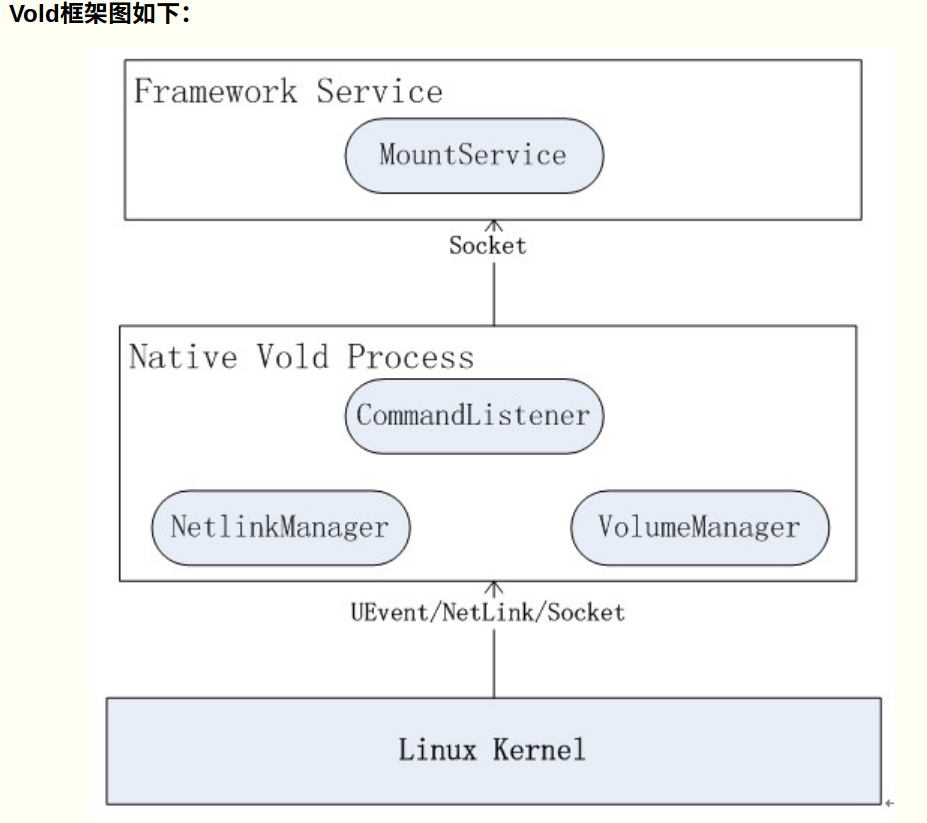 Vold框架图如下：
Framework Service
MountService
Socket
Native Vold Process
CommandListener
NetlinkManager
VolumeManager
UEvent/NetLink/Socket
Linux Kernel